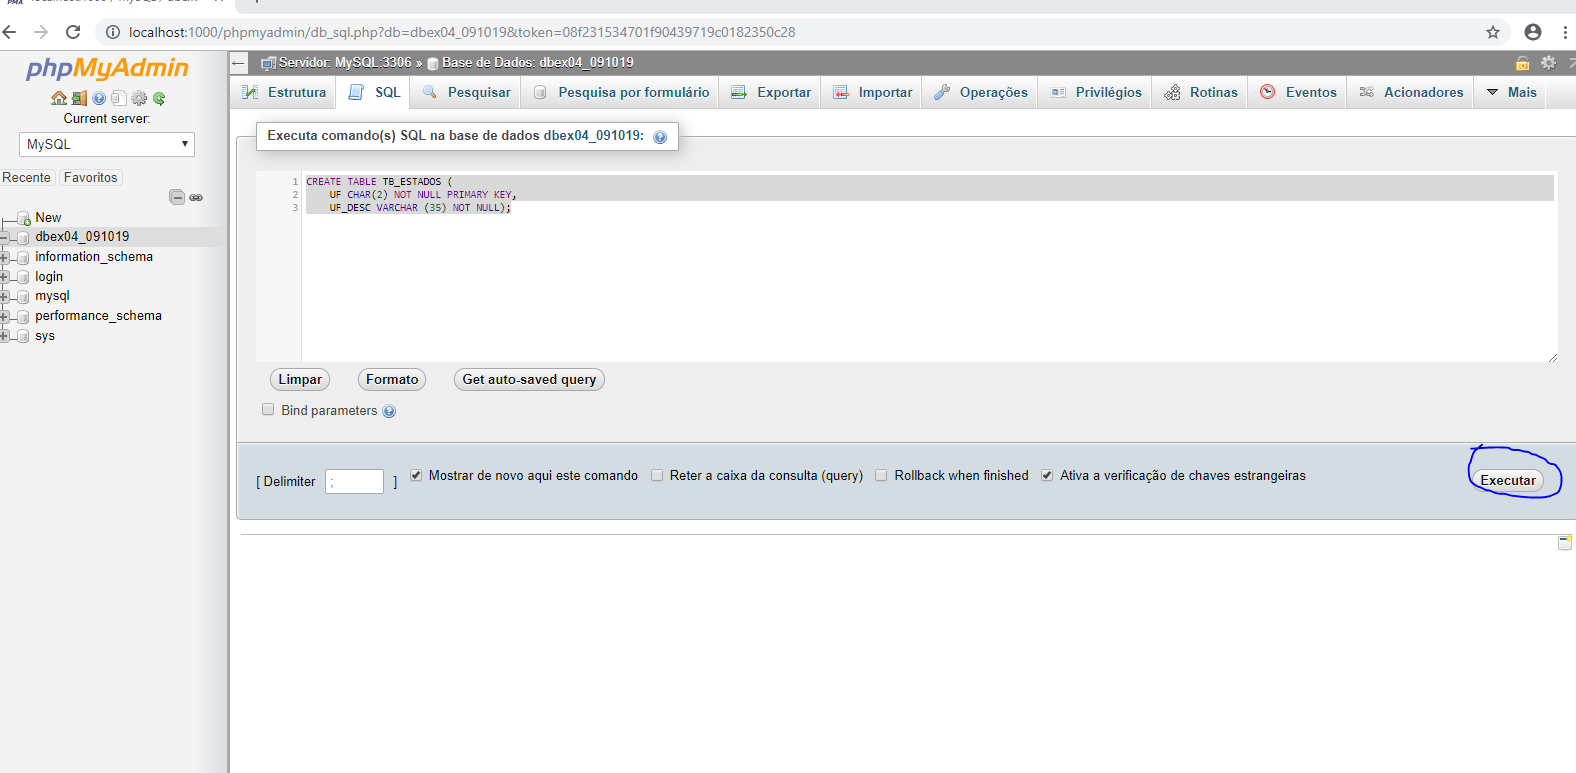 localhost:1000/phpmyadmin/db_sql.php?db=dbex04_091019&token=08f231534701f90439719c0182350c28
phpMyAdmin
Current server:
MySQL
Recente Favoritos
New
dbex04_091019
information_schema
login
mysql
performance_schema
sys
Servidor: MySQL:3306 » Base de Dados: dbex04_091019
Estrutura SQL Pesquisar Pesquisa por formulário Exportar Importar Operações Privilégios Rotinas Eventos Acionadores Mais
Executa comando(s) SQL na base de dados dbex04_091019:
1 CREATE TABLE TB_ESTADOS (
2 UF CHAR(2) NOT NULL PRIMARY KEY,
3 UF_DESC VARCHAR (35) NOT NULL);
Limpar Formato Get auto-saved query
Bind parameters
[ Delimiter ; ] Mostrar de novo aqui este comando Reter a caixa da consulta (query) Rollback when finished Ativa a verificação de chaves estrangeiras Executar